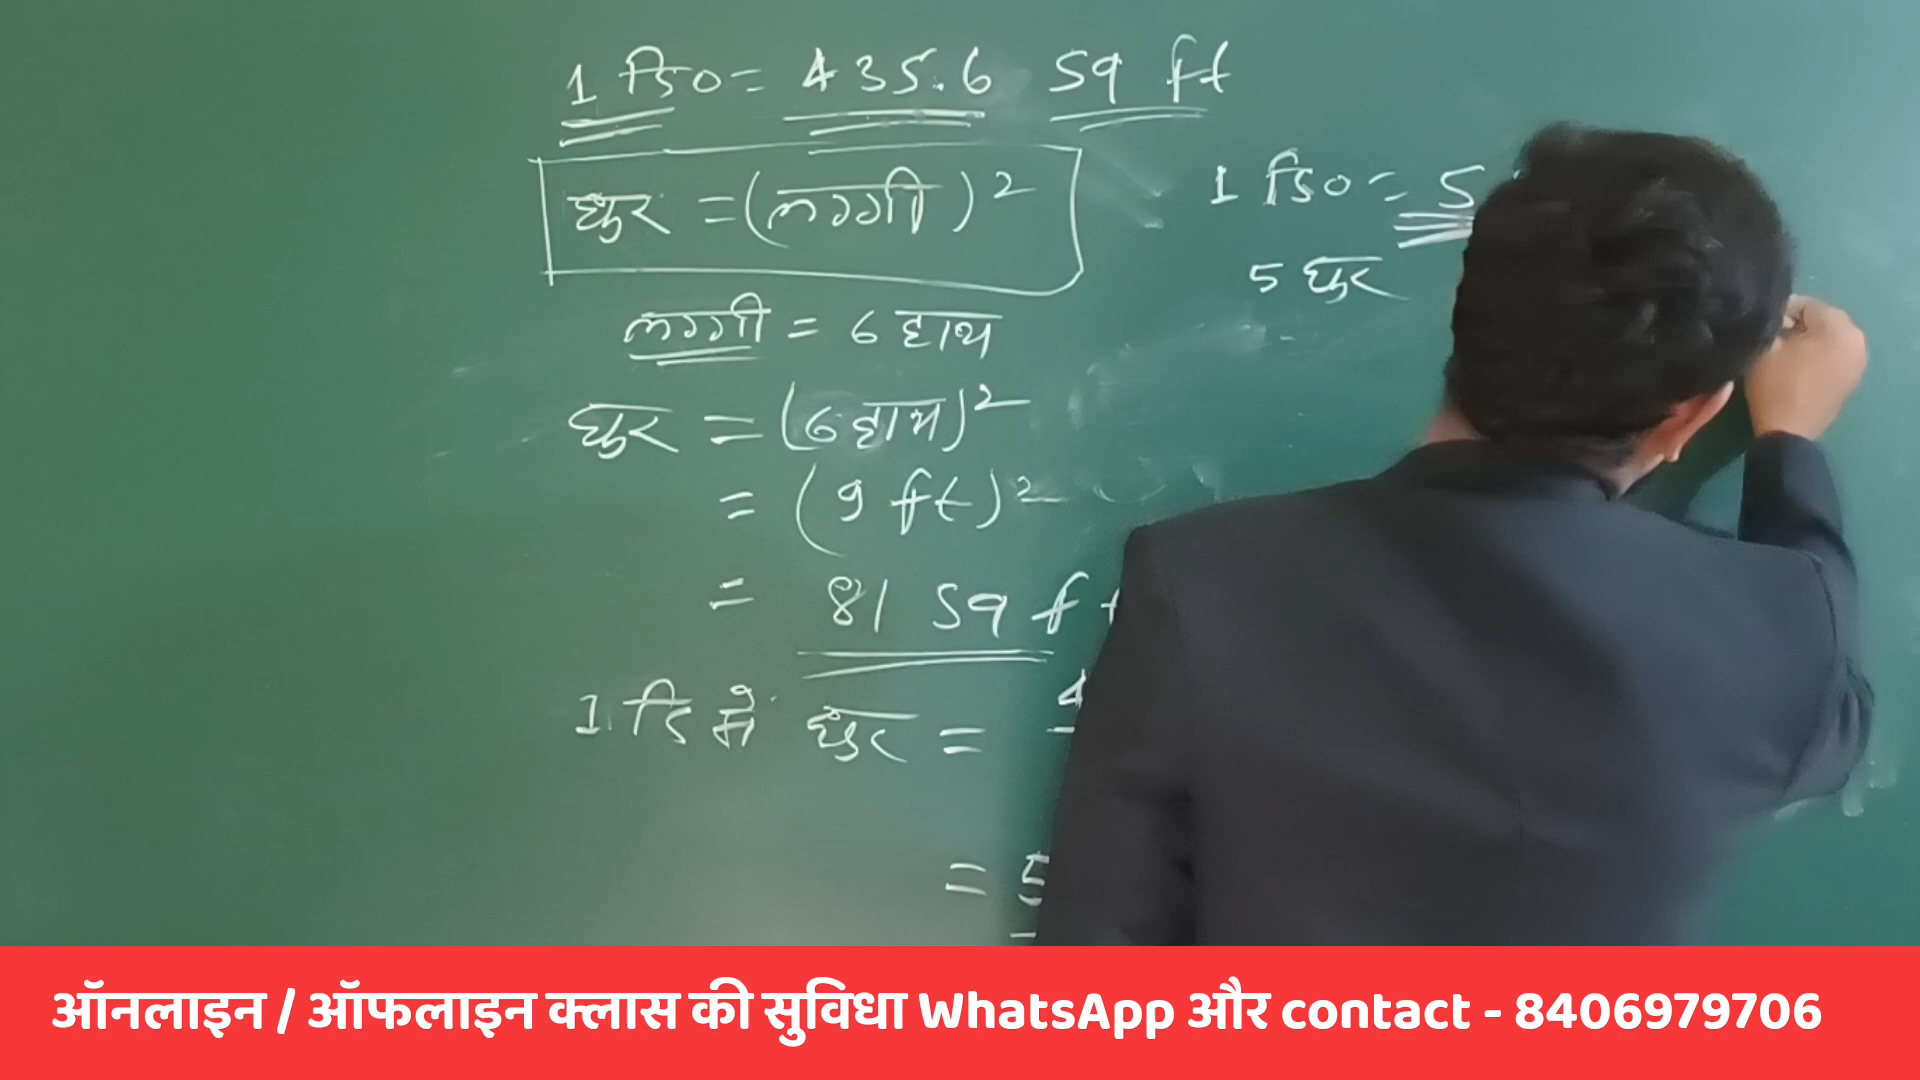 1 डि० = 435.6 sq ft
धुर = (लग्गी)²
लग्गी = 6 हाथ
धुर = (6 हाथ)²
= (9 ft)²
= 81 sq ft
1 डि में धुर = 4
= 5
1 डि० = 5
5 धुर
ऑनलाइन / ऑफलाइन क्लास की सुविधा WhatsApp और contact - 8406979706